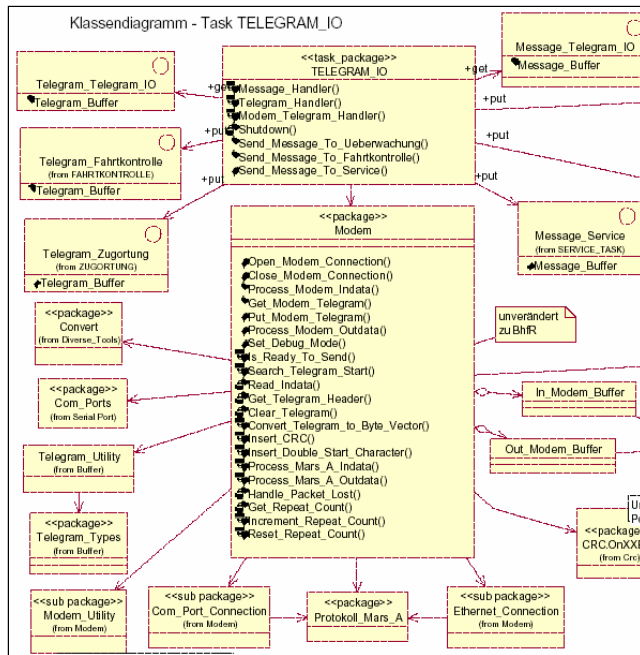 Klassendiagramm - Task TELEGRAM_IO
<<task_package>>
TELEGRAM_IO
Message_Handler()
Telegram_Handler()
Modem_Telegram_Handler()
Shutdown()
Send_Message_To_Ueberwachung()
Send_Message_To_Fahrtkontrolle()
Send_Message_To_Service()
Message_Telegram_IO
Message_Buffer
+get
+put
+put
+put
Telegram_Telegram_IO
Telegram_Buffer
+get
Telegram_Fahrtkontrolle
(from FAHRTKONTROLLE)
Telegram_Buffer
+put
Telegram_Zugortung
(from ZUGORTUNG)
Telegram_Buffer
+put
Message_Service
(from SERVICE_TASK)
Message_Buffer
<<package>>
Modem
Open_Modem_Connection()
Close_Modem_Connection()
Process_Modem_Indata()
Get_Modem_Telegram()
Put_Modem_Telegram()
Process_Modem_Outdata()
Set_Debug_Mode()
Is_Ready_To_Send()
Search_Telegram_Start()
Read_Indata()
Get_Telegram_Header()
Clear_Telegram()
Convert_Telegram_to_Byte_Vector()
Insert_CRC()
Insert_Double_Start_Character()
Process_Mars_A_Indata()
Process_Mars_A_Outdata()
Handle_Packet_Lost()
Get_Repeat_Count()
Increment_Repeat_Count()
Reset_Repeat_Count()
unverändert
zu BhfR
<<package>>
Convert
(from Diverse_Tools)
<<package>>
Com_Ports
(from Serial Port)
Telegram_Utility
(from Buffer)
<<package>>
Telegram_Types
(from Buffer)
In_Modem_Buffer
Out_Modem_Buffer
<<packag
CRC.OnXXB
(from Crc)
<<sub package>>
Modem_Utility
(from Modem)
<<sub package>>
Com_Port_Connection
(from Modem)
<<package>>
Protokoll_Mars_A
<<sub package>>
Ethernet_Connection
(from Modem)